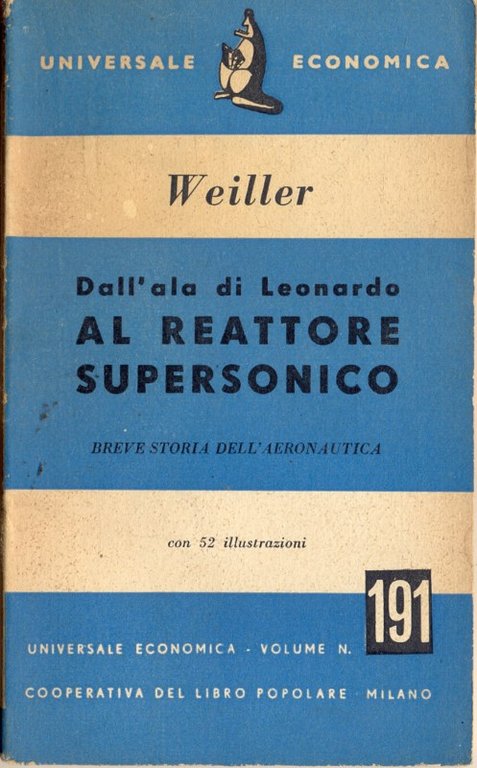 UNIVERSALE ECONOMICA
Weiller
Dall'ala di Leonardo
AL REATTORE
SUPERSONICO
BREVE STORIA DELL'AERONAUTICA
con 52 illustrazioni
191
UNIVERSALE ECONOMICA - VOLUME N.
COOPERATIVA DEL LIBRO POPOLARE - MILANO